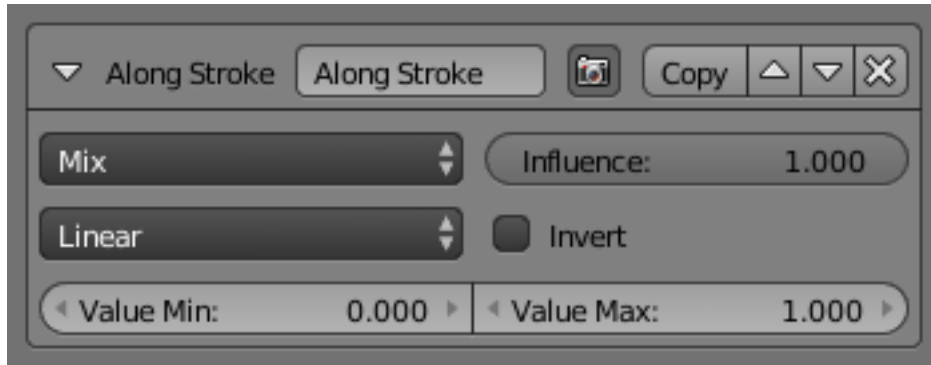 Along Stroke Along Stroke Copy
Mix Influence: 1.000
Linear Invert
Value Min: 0.000 Value Max: 1.000